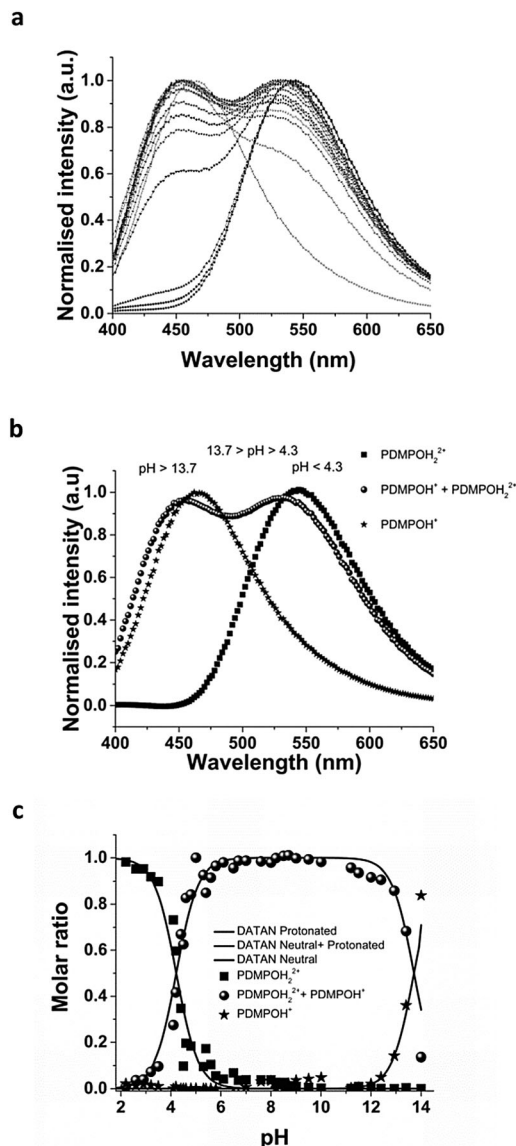 a
Normalised intensity (a.u.)
1.0
0.8
0.6
0.4
0.2
0.0
400 450 500 550 600 650
Wavelength (nm)
b
Normalised intensity (a.u)
13.7 > pH > 4.3
pH > 13.7
pH < 4.3
PDMPOH₂²⁺
PDMPOH⁺ + PDMPOH₂²⁺
PDMPOH⁺
1.0
0.8
0.6
0.4
0.2
0.0
400 450 500 550 600 650
Wavelength (nm)
c
Molar ratio
1.0
0.8
0.6
0.4
0.2
0.0
DATAN Protonated
DATAN Neutral+ Protonated
DATAN Neutral
PDMPOH₂²⁺
PDMPOH₂²⁺ + PDMPOH⁺
PDMPOH⁺
2 4 6 8 10 12 14
pH